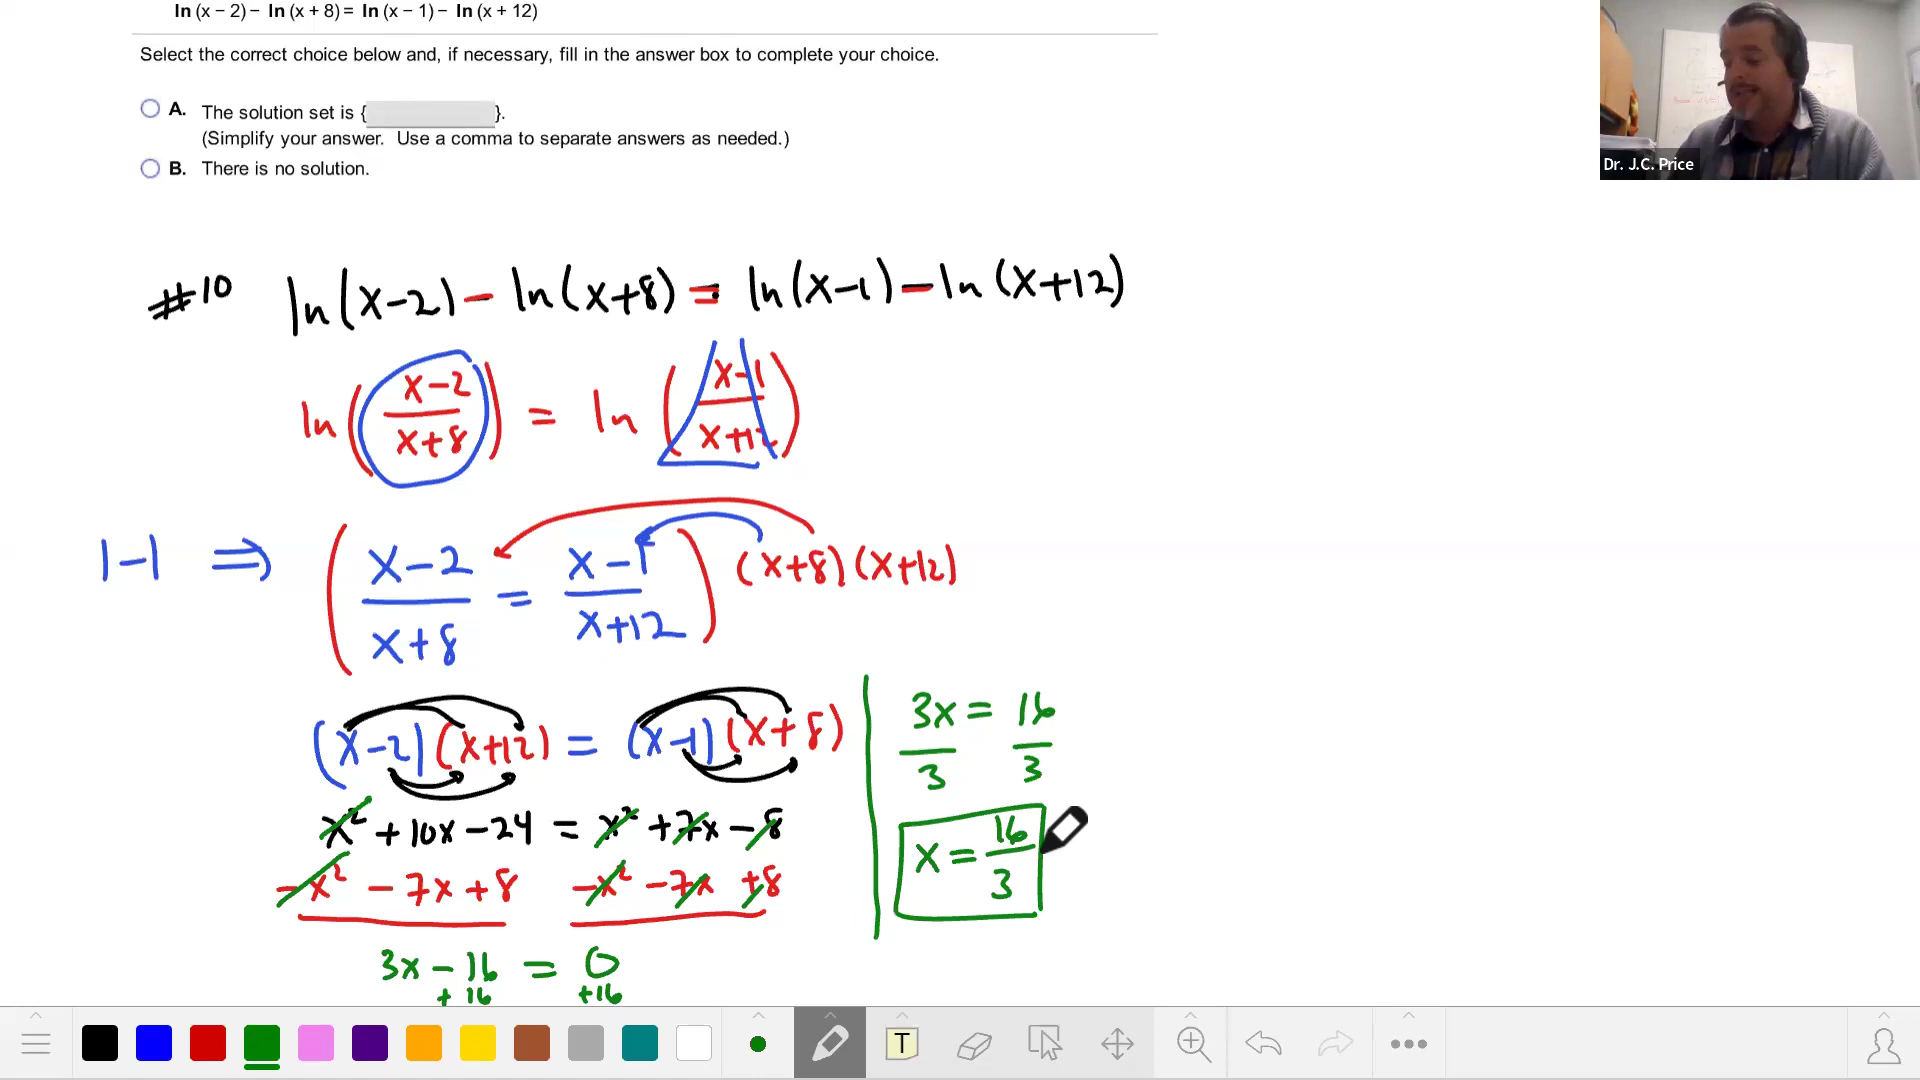 ln (x − 2) − ln (x + 8) = ln (x − 1) − ln (x + 12)
Select the correct choice below and, if necessary, fill in the answer box to complete your choice.
A. The solution set is { }.
(Simplify your answer. Use a comma to separate answers as needed.)
B. There is no solution.
Dr. J.C. Price
#10 ln(x-2) - ln(x+8) = ln(x-1) - ln(x+12)
ln( x-2 / x+8 ) = ln( x-1 / x+12 )
1-1 ⇒ ( x-2 / x+8 = x-1 / x+12 ) (x+8)(x+12)
(x-2)(x+12) = (x-1)(x+8)
x² + 10x - 24 = x² + 7x - 8
-x² - 7x + 8 -x² - 7x + 8
3x - 16 = 0
+ 16 +16
3x = 16
3 3
x = 16 / 3
T